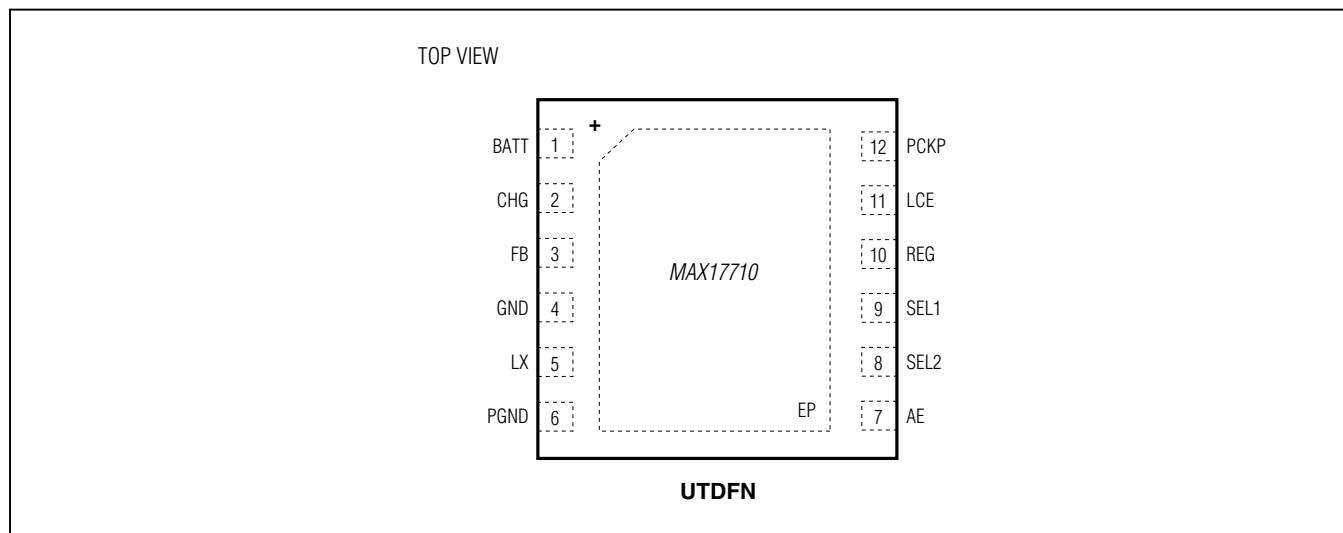 TOP VIEW
+
BATT 1
CHG 2
FB 3
GND 4
LX 5
PGND 6
MAX17710
EP
12 PCKP
11 LCE
10 REG
9 SEL1
8 SEL2
7 AE
UTDFN